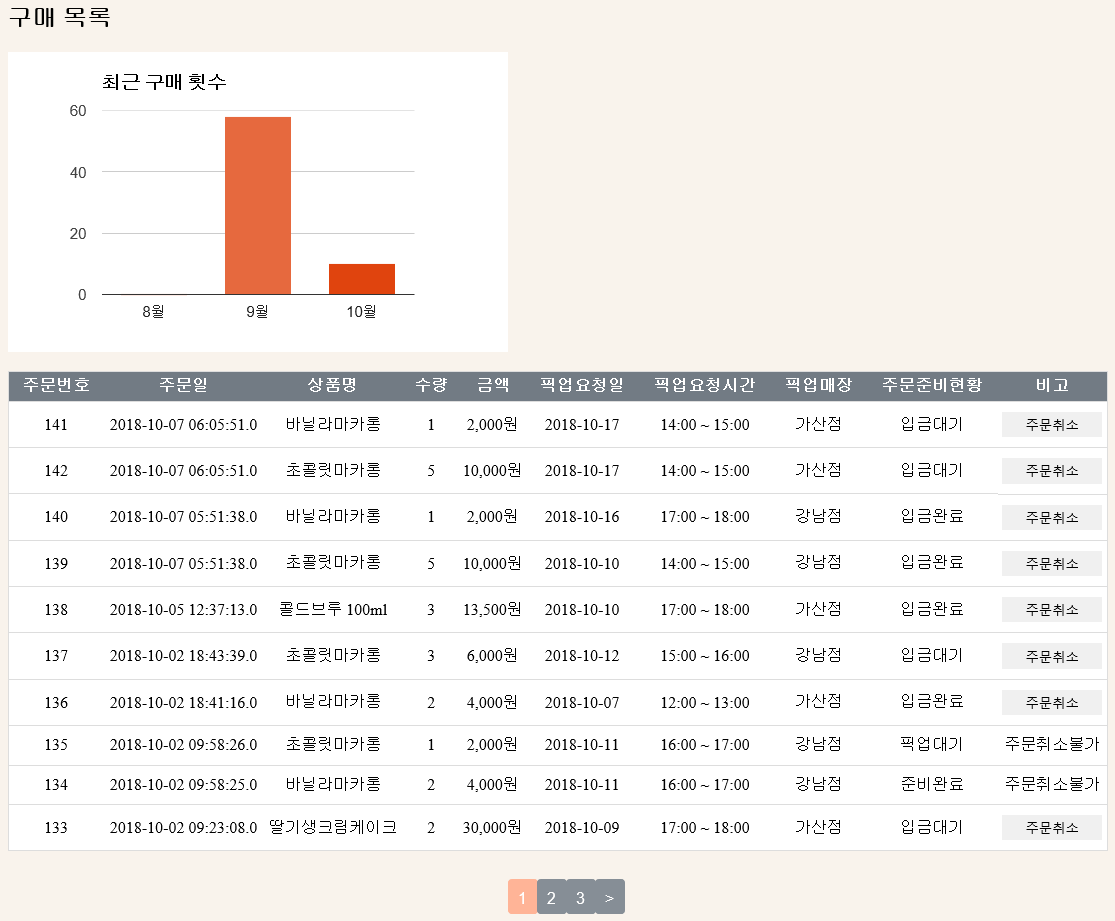 구매 목록
최근 구매 횟수
60
40
20
0
8월 9월 10월
주문번호 주문일 상품명 수량 금액 픽업요청일 픽업요청시간 픽업매장 주문준비현황 비고
141 2018-10-07 06:05:51.0 바닐라마카롱 1 2,000원 2018-10-17 14:00 ~ 15:00 가산점 입금대기 주문취소
142 2018-10-07 06:05:51.0 초콜릿마카롱 5 10,000원 2018-10-17 14:00 ~ 15:00 가산점 입금대기 주문취소
140 2018-10-07 05:51:38.0 바닐라마카롱 1 2,000원 2018-10-16 17:00 ~ 18:00 강남점 입금완료 주문취소
139 2018-10-07 05:51:38.0 초콜릿마카롱 5 10,000원 2018-10-10 14:00 ~ 15:00 강남점 입금완료 주문취소
138 2018-10-05 12:37:13.0 콜드브루 100ml 3 13,500원 2018-10-10 17:00 ~ 18:00 가산점 입금완료 주문취소
137 2018-10-02 18:43:39.0 초콜릿마카롱 3 6,000원 2018-10-12 15:00 ~ 16:00 강남점 입금대기 주문취소
136 2018-10-02 18:41:16.0 바닐라마카롱 2 4,000원 2018-10-07 12:00 ~ 13:00 가산점 입금완료 주문취소
135 2018-10-02 09:58:26.0 초콜릿마카롱 1 2,000원 2018-10-11 16:00 ~ 17:00 강남점 픽업대기 주문취소불가
134 2018-10-02 09:58:25.0 바닐라마카롱 2 4,000원 2018-10-11 16:00 ~ 17:00 강남점 준비완료 주문취소불가
133 2018-10-02 09:23:08.0 딸기생크림케이크 2 30,000원 2018-10-09 17:00 ~ 18:00 가산점 입금대기 주문취소
1 2 3 >